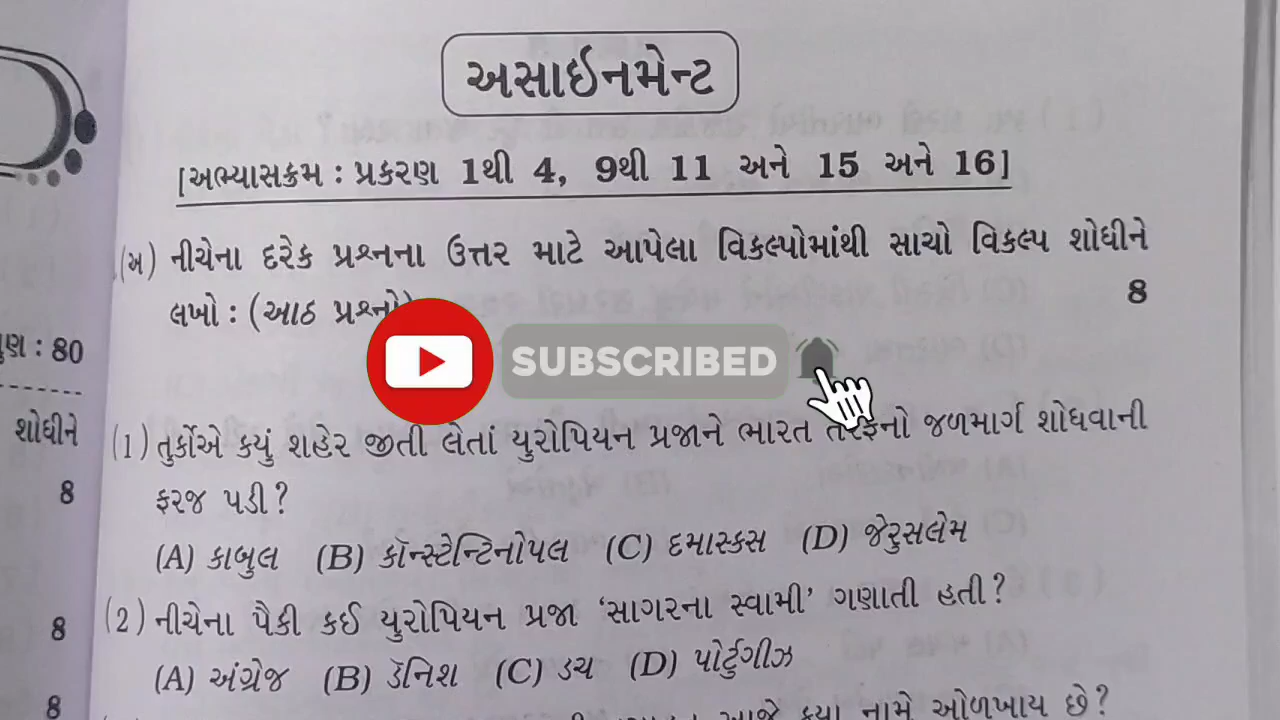 અસાઇનમેન્ટ
[અભ્યાસક્રમ : પ્રકરણ 1થી 4, 9થી 11 અને 15 અને 16]
(અ) નીચેના દરેક પ્રશ્નના ઉત્તર માટે આપેલા વિકલ્પોમાંથી સાચો વિકલ્પ શોધીને
લખો : (આઠ પ્રશ્નો) 8
SUBSCRIBED
(1) તુર્કોએ કયું શહેર જીતી લેતાં યુરોપિયન પ્રજાને ભારત તરફનો જળમાર્ગ શોધવાની
ફરજ પડી?
(A) કાબુલ (B) કૉન્સ્ટેન્ટિનોપલ (C) દમાસ્કસ (D) જેરુસલેમ
(2) નીચેના પૈકી કઈ યુરોપિયન પ્રજા ‘સાગરના સ્વામી’ ગણાતી હતી?
(A) અંગ્રેજ (B) ડેનિશ (C) ડચ (D) પોર્ટુગીઝ
આજે કયા નામે ઓળખાય છે?
: 80
શોધીને
8
8
8